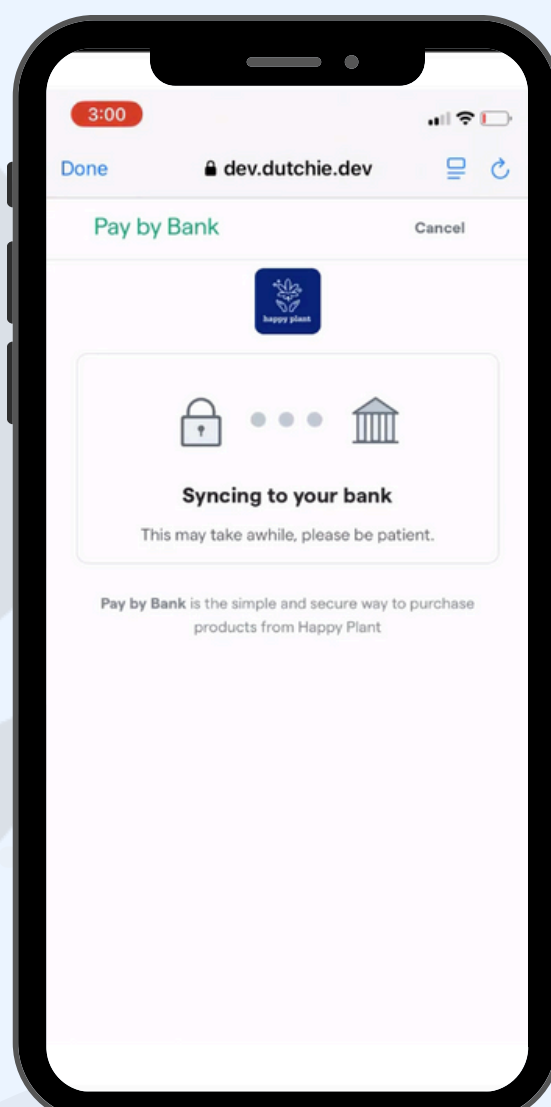 3:00
Done
dev.dutchie.dev
Pay by Bank
Cancel
happy plant
Syncing to your bank
This may take awhile, please be patient.
Pay by Bank is the simple and secure way to purchase
products from Happy Plant